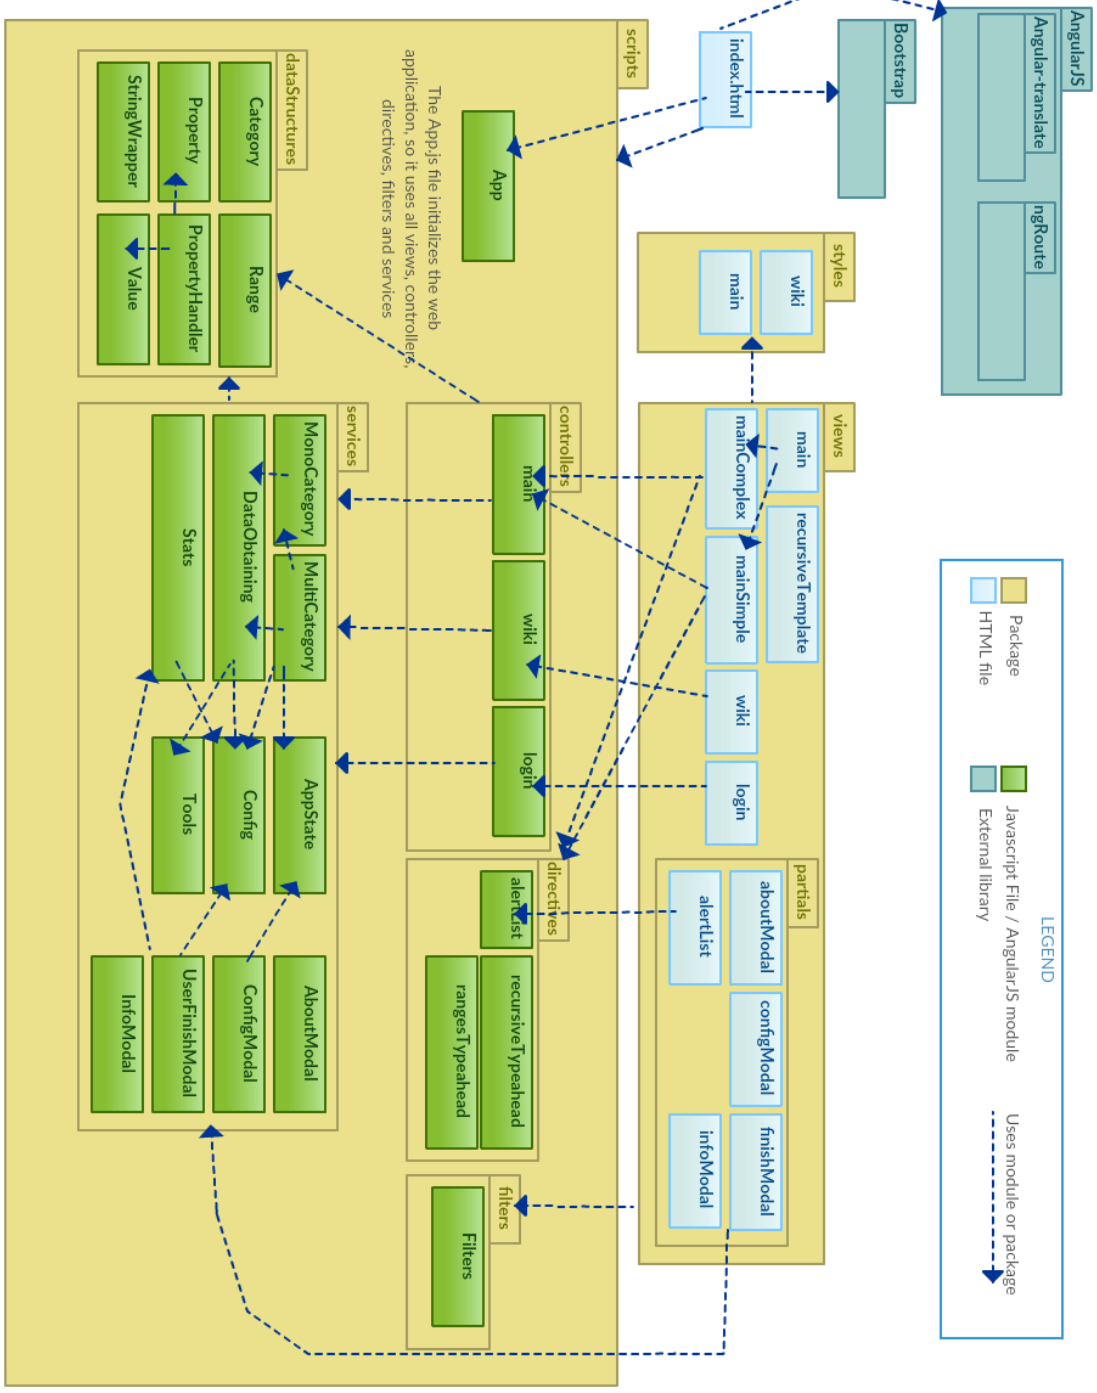 AngularJS
Angular-translate
ngRoute
Bootstrap
index.html
styles
wiki
main
views
main
recursiveTemplate
mainComplex
mainSimple
wiki
login
partials
aboutModal
configModal
finishModal
alertList
infoModal
scripts
App
The App.js file initializes the web
application, so it uses all views, controllers,
directives, filters and services
controllers
main
wiki
login
directives
alertList
recursiveTypeahead
rangesTypeahead
filters
Filters
dataStructures
Category
Range
Property
PropertyHandler
StringWrapper
Value
services
MonoCategory
MultiCategory
AppState
AboutModal
DataObtaining
Config
ConfigModal
Stats
Tools
UserFinishModal
InfoModal
LEGEND
Package
Javascript File / AngularJS module
Uses module or package
HTML file
External library